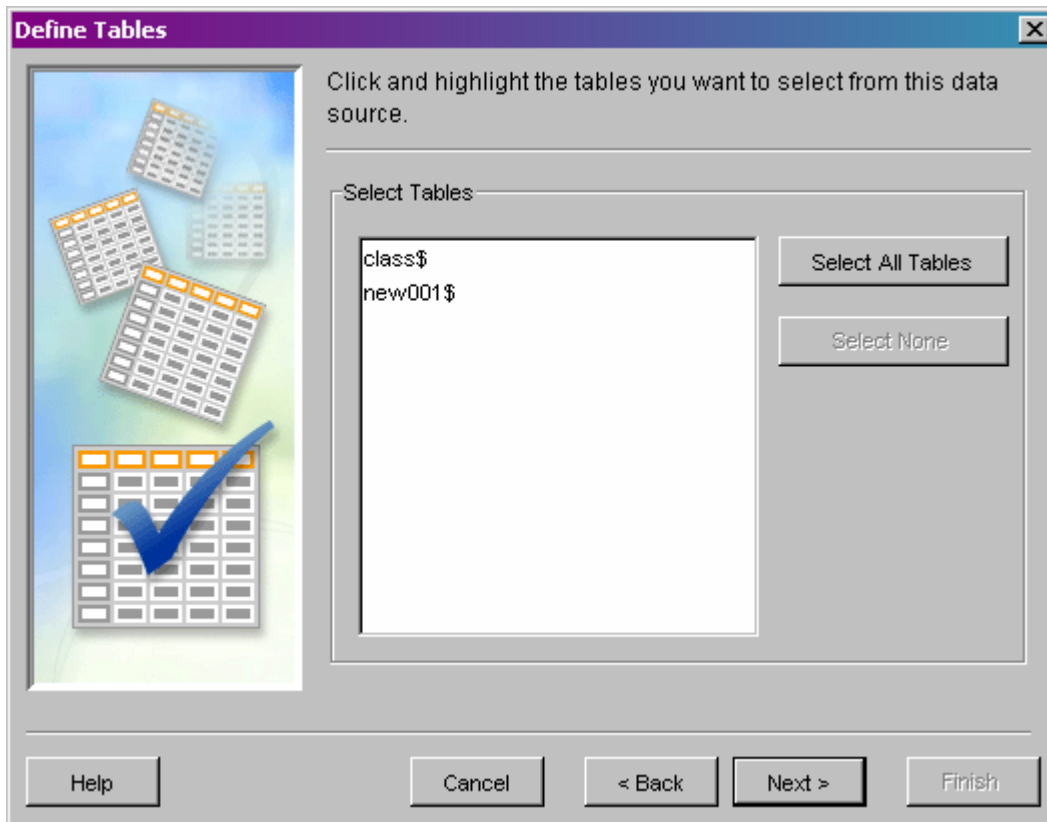 Define Tables
Click and highlight the tables you want to select from this data
source.
Select Tables
class$
new001$
Select All Tables
Select None
Help
Cancel
< Back
Next >
Finish